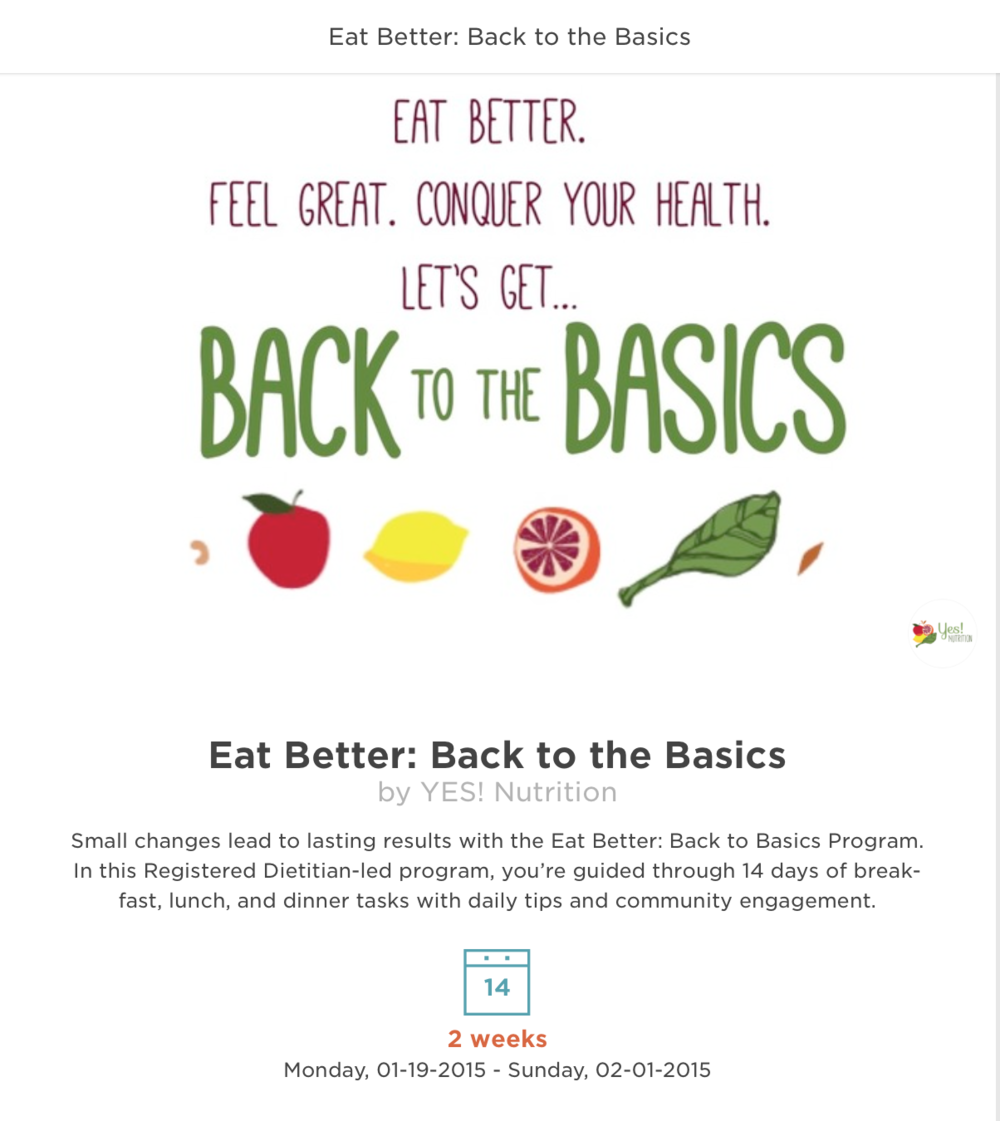 Eat Better: Back to the Basics
EAT BETTER.
FEEL GREAT. CONQUER YOUR HEALTH.
LET'S GET...
BACK TO THE BASICS
Yes!
NUTRITION
Eat Better: Back to the Basics
by YES! Nutrition
Small changes lead to lasting results with the Eat Better: Back to Basics Program.
In this Registered Dietitian-led program, you’re guided through 14 days of break-
fast, lunch, and dinner tasks with daily tips and community engagement.
14
2 weeks
Monday, 01-19-2015 - Sunday, 02-01-2015